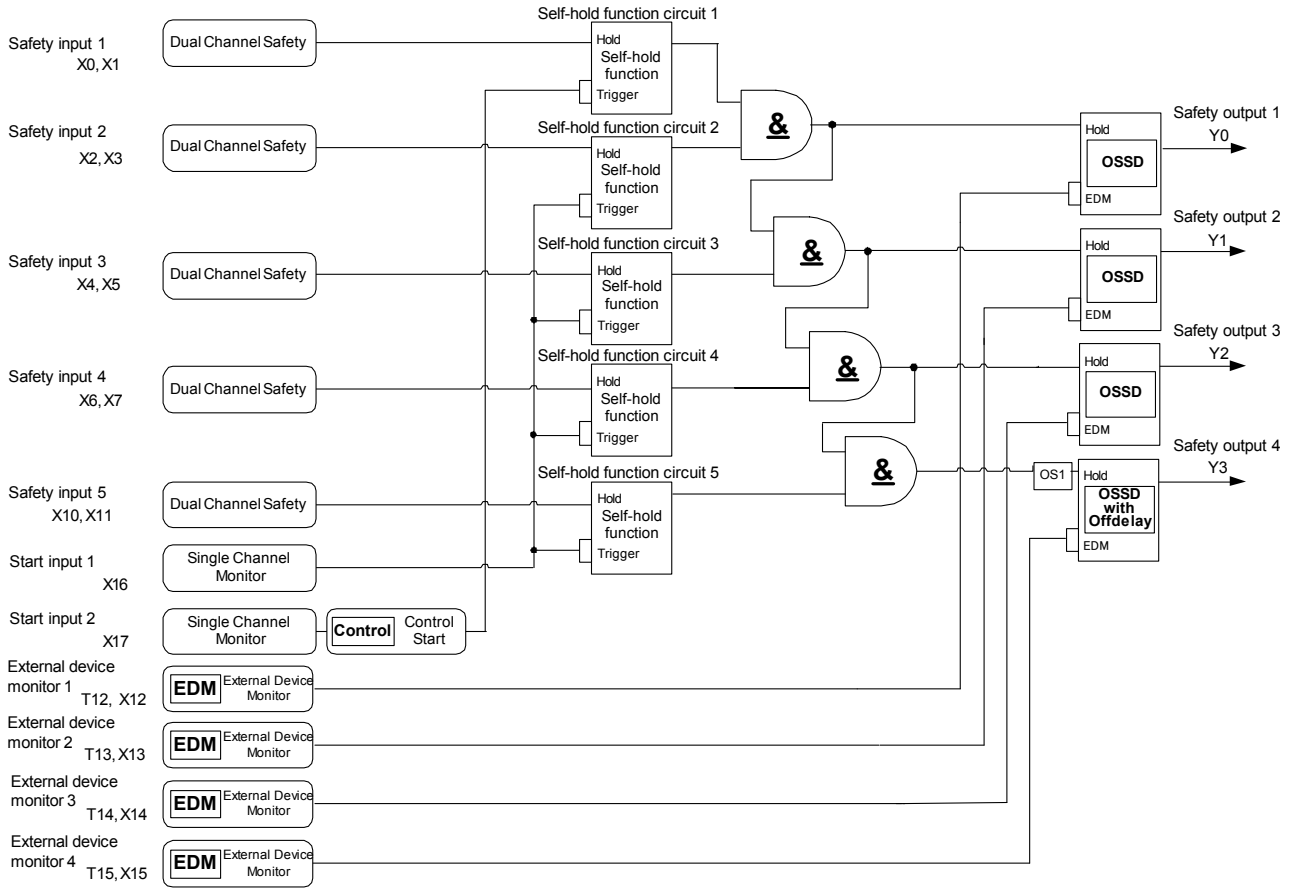 Self-hold function circuit 1
Safety input 1
X0, X1
Dual Channel Safety
Hold
Self-hold
function
Trigger
&
Safety output 1
Y0
Hold
OSSD
EDM
Safety input 2
X2, X3
Dual Channel Safety
Self-hold function circuit 2
Hold
Self-hold
function
Trigger
Safety output 2
Y1
Hold
OSSD
EDM
&
Safety input 3
X4, X5
Dual Channel Safety
Self-hold function circuit 3
Hold
Self-hold
function
Trigger
Safety output 3
Y2
Hold
OSSD
EDM
&
Safety input 4
X6, X7
Dual Channel Safety
Self-hold function circuit 4
Hold
Self-hold
function
Trigger
Safety output 4
Y3
OS1
Hold
OSSD
with
Offdelay
EDM
&
Safety input 5
X10, X11
Dual Channel Safety
Self-hold function circuit 5
Hold
Self-hold
function
Trigger
Start input 1
X16
Single Channel
Monitor
Start input 2
X17
Single Channel
Monitor
Control
Control
Start
External device
monitor 1
T12, X12
EDM
External Device
Monitor
External device
monitor 2
T13, X13
EDM
External Device
Monitor
External device
monitor 3
T14, X14
EDM
External Device
Monitor
External device
monitor 4
T15, X15
EDM
External Device
Monitor